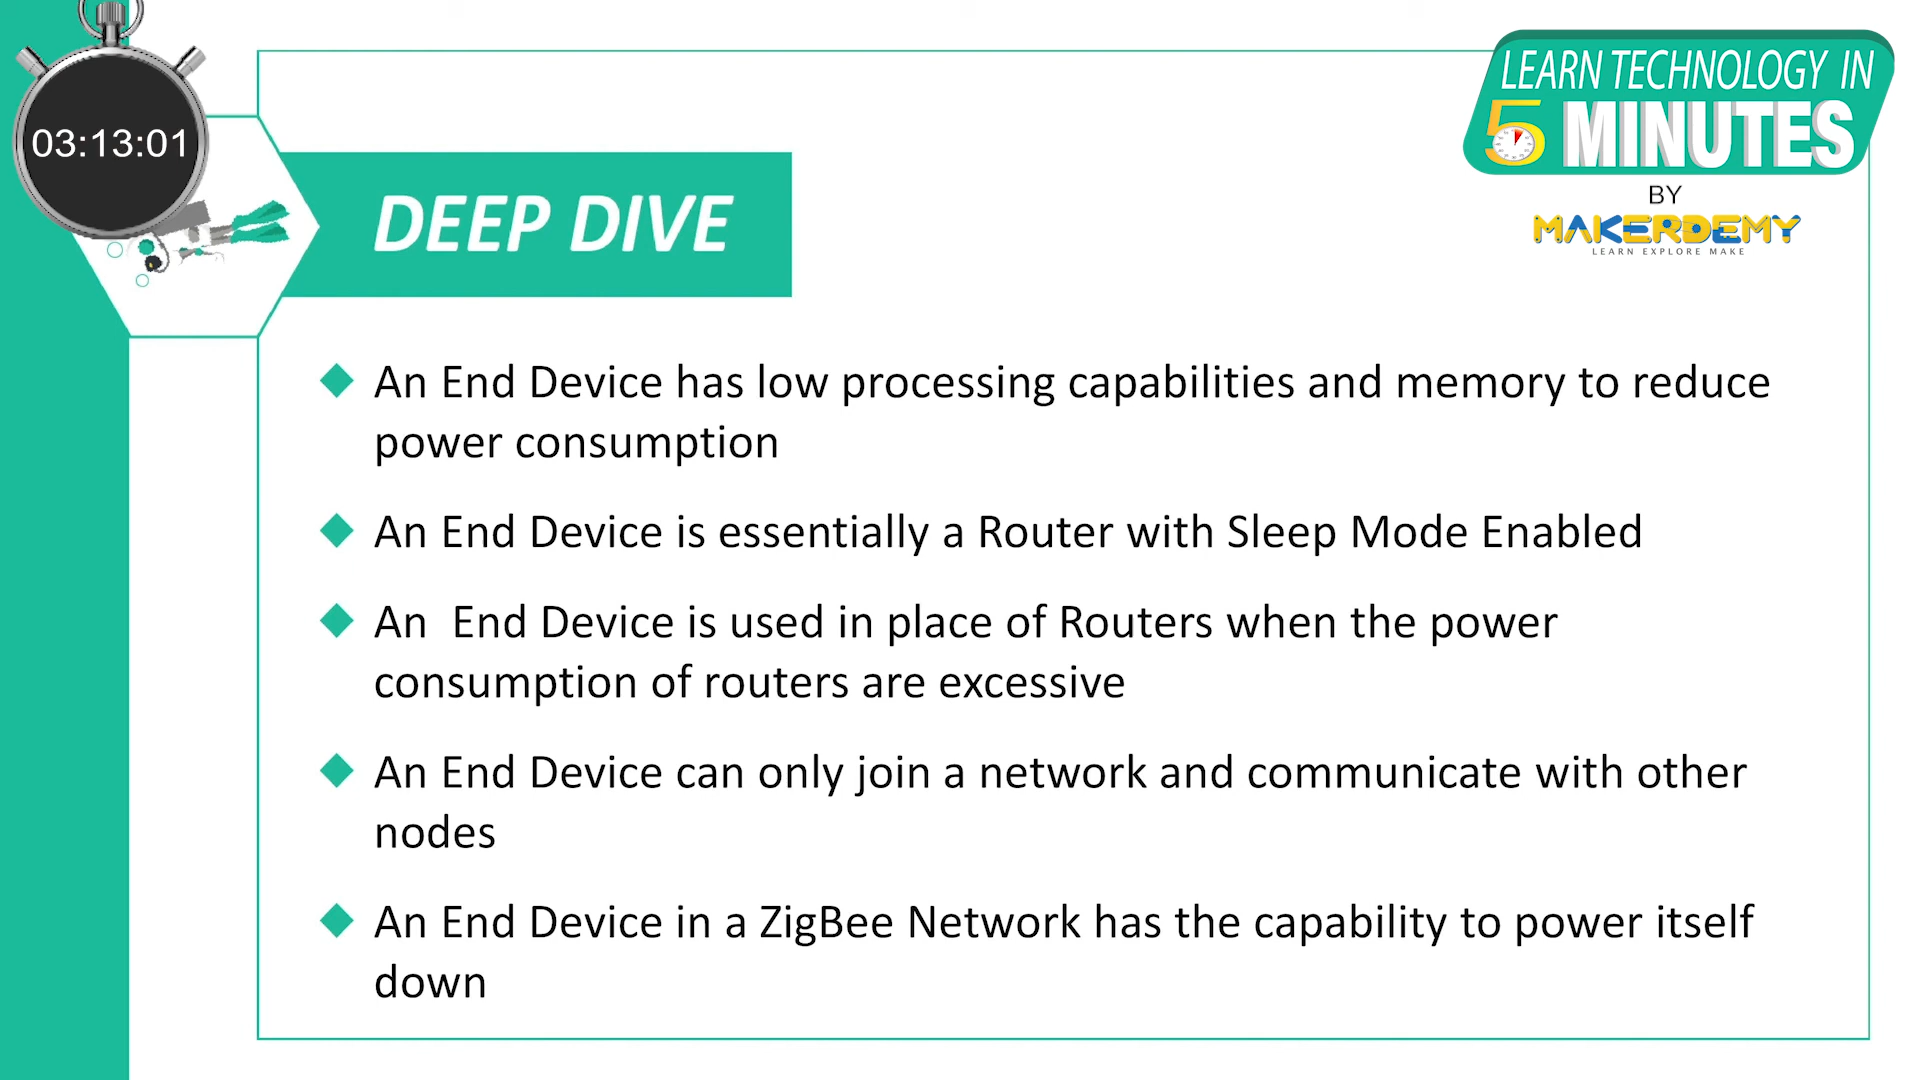 03:13:01
LEARN TECHNOLOGY IN
5 MINUTES
BY
MAKERDEMY
LEARN EXPLORE MAKE
DEEP DIVE
An End Device has low processing capabilities and memory to reduce
power consumption
An End Device is essentially a Router with Sleep Mode Enabled
An  End Device is used in place of Routers when the power
consumption of routers are excessive
An End Device can only join a network and communicate with other
nodes
An End Device in a ZigBee Network has the capability to power itself
down